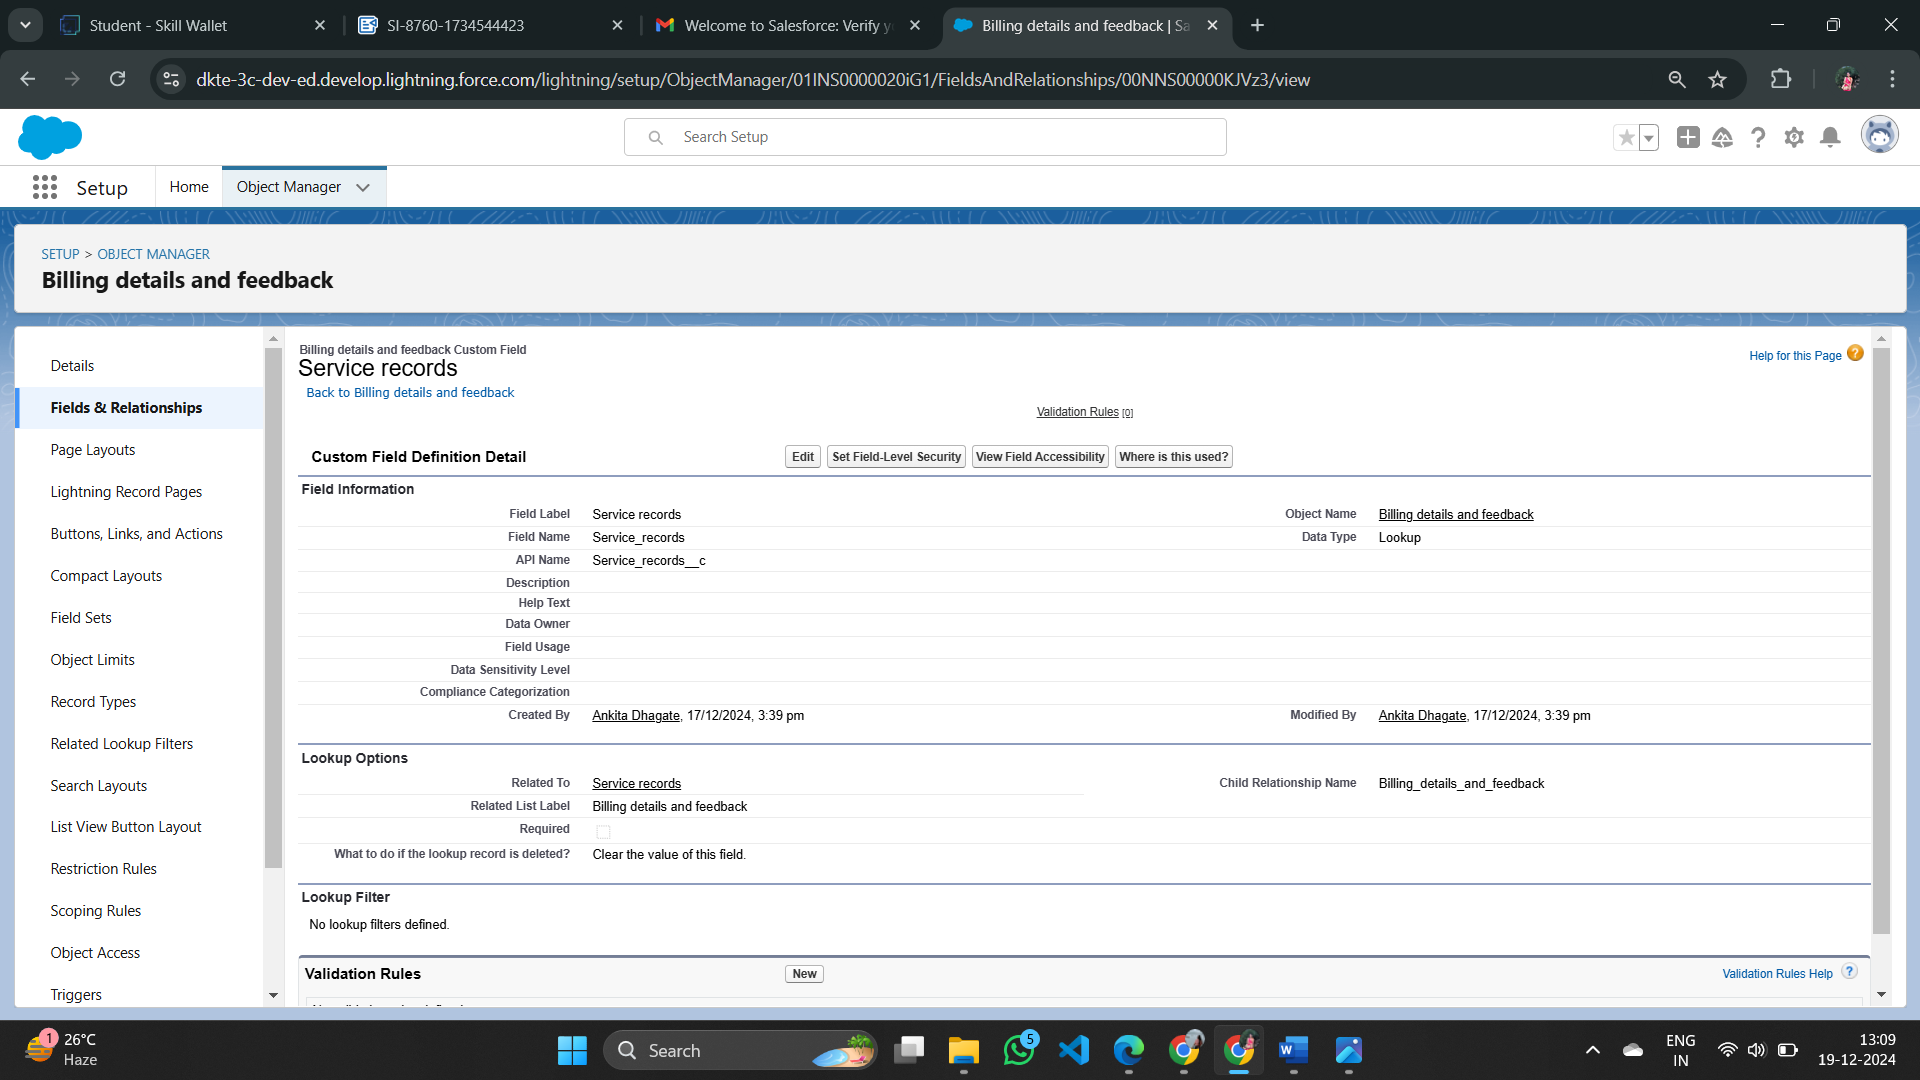 Student - Skill Wallet
SI-8760-1734544423
Welcome to Salesforce: Verify y
Billing details and feedback | Sa
dkte-3c-dev-ed.develop.lightning.force.com/lightning/setup/ObjectManager/01INS0000020iG1/FieldsAndRelationships/00NNS00000KJVz3/view
Search Setup
Setup
Home
Object Manager
SETUP > OBJECT MANAGER
Billing details and feedback
Details
Fields & Relationships
Page Layouts
Lightning Record Pages
Buttons, Links, and Actions
Compact Layouts
Field Sets
Object Limits
Record Types
Related Lookup Filters
Search Layouts
List View Button Layout
Restriction Rules
Scoping Rules
Object Access
Triggers
Billing details and feedback Custom Field
Service records
Back to Billing details and feedback
Help for this Page
Validation Rules [0]
Custom Field Definition Detail
Edit Set Field-Level Security View Field Accessibility Where is this used?
Field Information
Field Label Service records Object Name Billing details and feedback
Field Name Service_records Data Type Lookup
API Name Service_records__c
Description
Help Text
Data Owner
Field Usage
Data Sensitivity Level
Compliance Categorization
Created By Ankita Dhagate, 17/12/2024, 3:39 pm Modified By Ankita Dhagate, 17/12/2024, 3:39 pm
Lookup Options
Related To Service records Child Relationship Name Billing_details_and_feedback
Related List Label Billing details and feedback
Required
What to do if the lookup record is deleted? Clear the value of this field.
Lookup Filter
No lookup filters defined.
Validation Rules New Validation Rules Help ?
1
26°C
Haze
Search
5
ENG
IN
13:09
19-12-2024